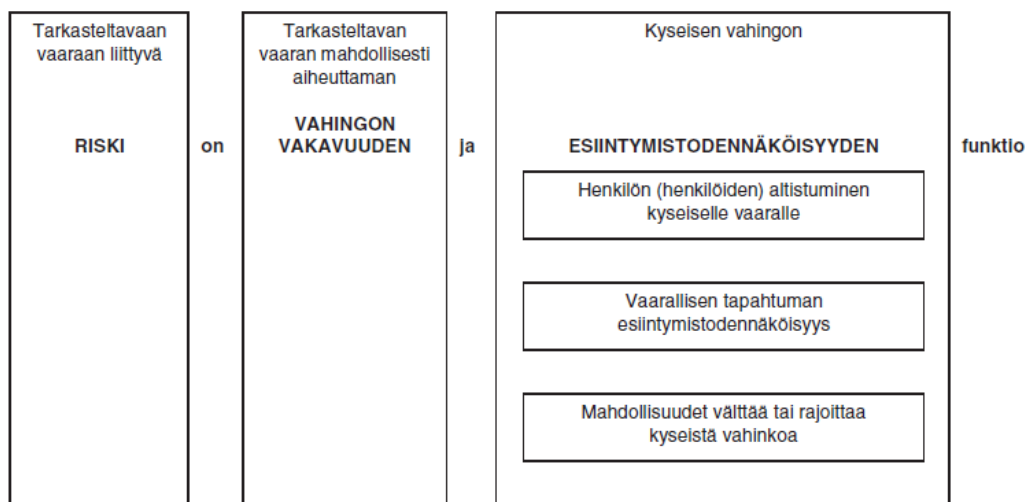 Tarkasteltavaan
vaaraan liittyvä
RISKI
on
Tarkasteltavan
vaaran mahdollisesti
aiheuttaman
VAHINGON
VAKAVUUDEN
ja
Kyseisen vahingon
ESIINTYMISTODENNÄKÖISYYDEN
Henkilön (henkilöiden) altistuminen
kyseiselle vaaralle
Vaarallisen tapahtuman
esiintymistodennäköisyys
Mahdollisuudet välttää tai rajoittaa
kyseistä vahinkoa
funktio